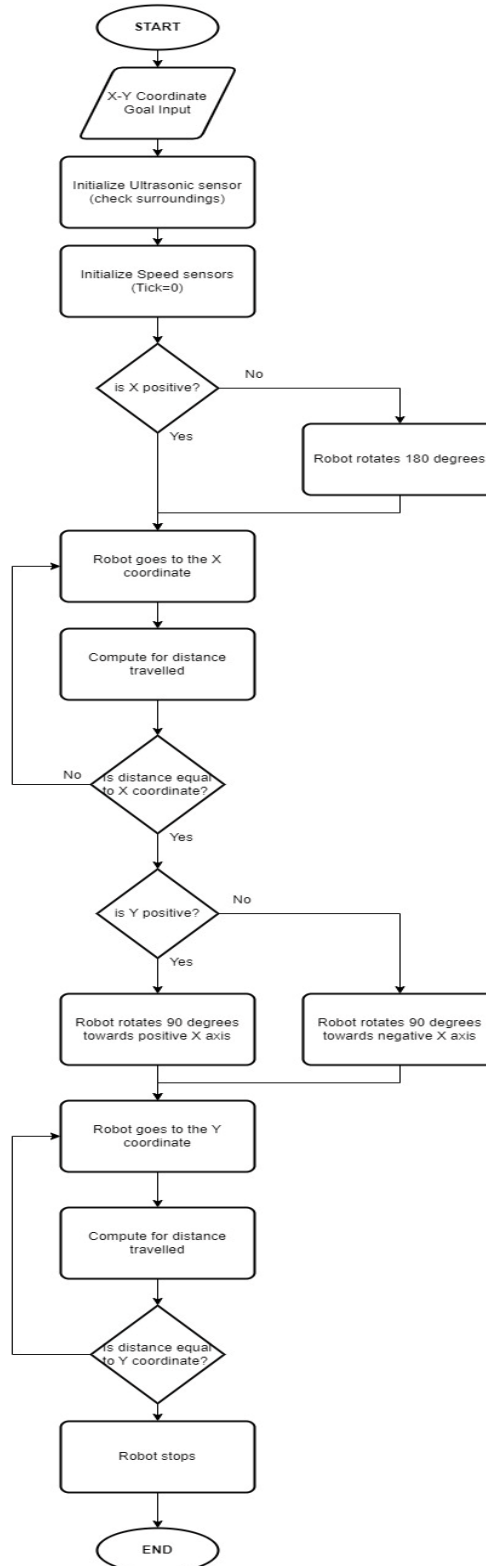 START
X-Y Coordinate
Goal Input
Initialize Ultrasonic sensor
(check surroundings)
Initialize Speed sensors
(Tick=0)
is X positive?
No
Yes
Robot rotates 180 degrees
Robot goes to the X
coordinate
Compute for distance
travelled
No
Is distance equal
to X coordinate?
Yes
is Y positive?
No
Yes
Robot rotates 90 degrees
towards positive X axis
Robot rotates 90 degrees
towards negative X axis
Robot goes to the Y
coordinate
Compute for distance
travelled
Is distance equal
to Y coordinate?
Robot stops
END